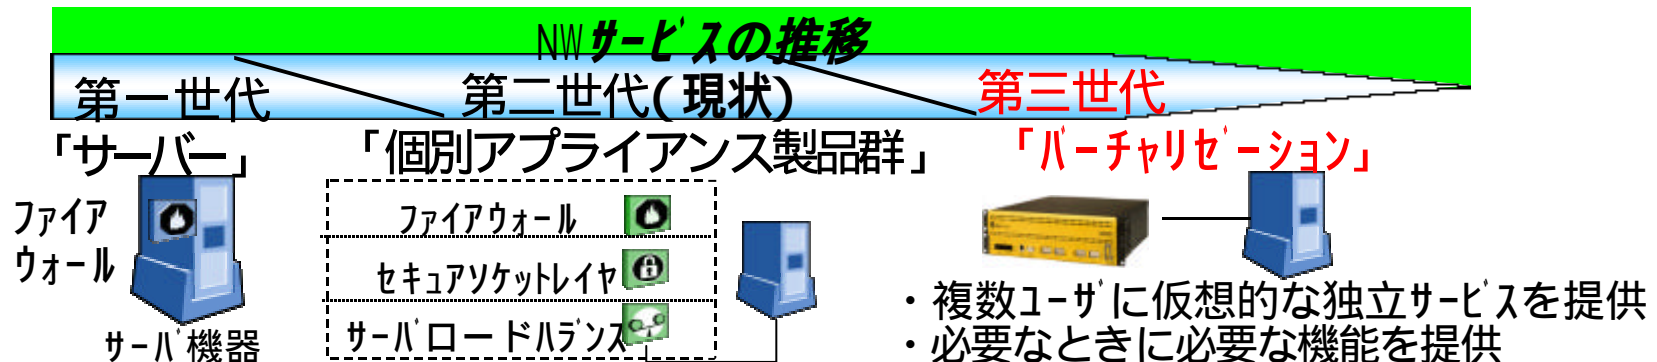 NWサービスの推移
第一世代
第二世代(現状)
第三世代
「サーバー」
「個別アプライアンス製品群」
「バーチャリゼーション」
ファイア
ウォール
サーバ機器
ファイアウォール
セキュアソケットレイヤ
サーバロードバランス
・複数ユーザに仮想的な独立サービスを提供
・必要なときに必要な機能を提供